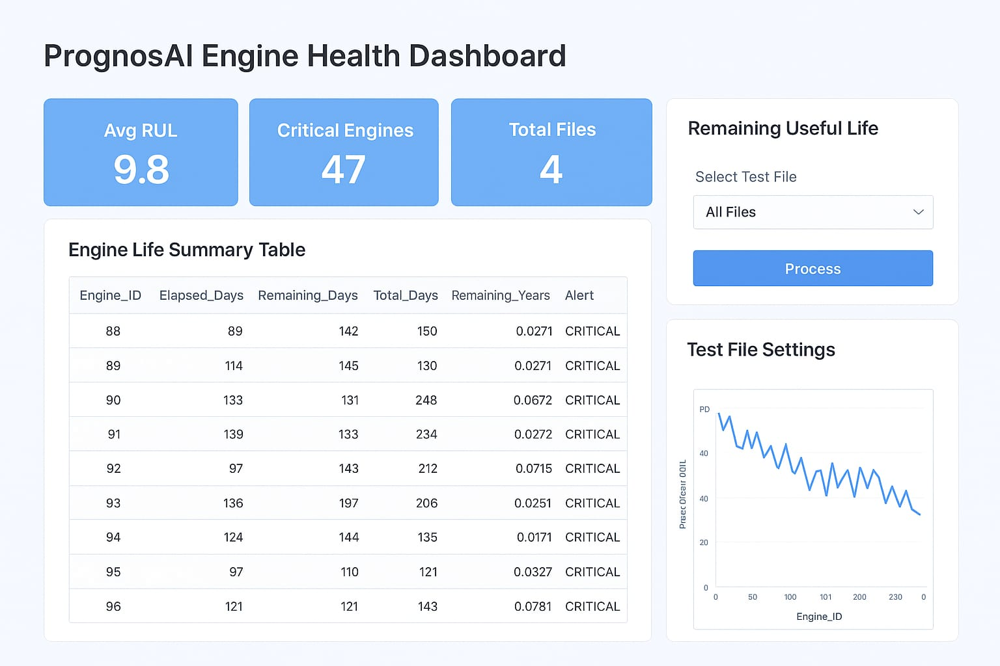 PrognosAI Engine Health Dashboard
Avg RUL
9.8
Critical Engines
47
Total Files
4
Engine Life Summary Table
Engine_ID Elapsed_Days Remaining_Days Total_Days Remaining_Years Alert
88 89 142 150 0.0271 CRITICAL
89 114 145 130 0.0271 CRITICAL
90 133 131 248 0.0672 CRITICAL
91 139 133 234 0.0272 CRITICAL
92 97 143 212 0.0715 CRITICAL
93 136 197 206 0.0251 CRITICAL
94 124 144 135 0.0171 CRITICAL
95 97 110 121 0.0327 CRITICAL
96 121 121 143 0.0781 CRITICAL
Remaining Useful Life
Select Test File
All Files
Process
Test File Settings
PD
40
40
20
0
0 50 100 101 200 230 0
Engine_ID